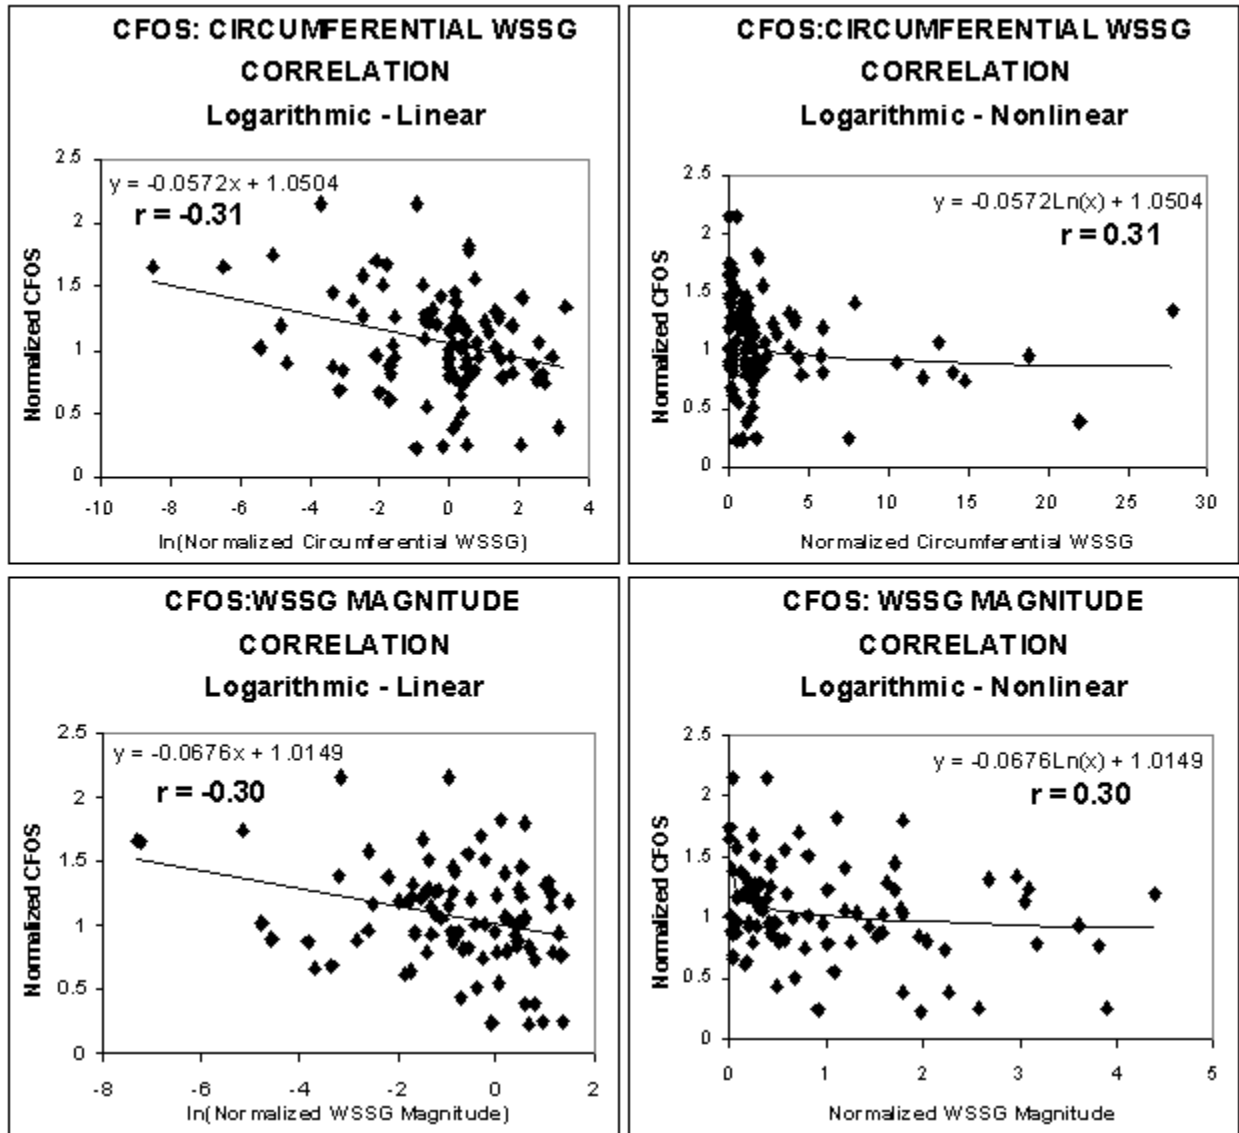 CFOS: CIRCUMFERENTIAL WSSG
CORRELATION
Logarithmic - Linear
y = -0.0572x + 1.0504
r = -0.31
Normalized CFOS
2.5
2
1.5
1
0.5
0
-10 -8 -6 -4 -2 0 2 4
ln(Normalized Circumferential WSSG)
CFOS:CIRCUMFERENTIAL WSSG
CORRELATION
Logarithmic - Nonlinear
y = -0.0572Ln(x) + 1.0504
r = 0.31
Normalized CFOS
2.5
2
1.5
1
0.5
0
0 5 10 15 20 25 30
Normalized Circumferential WSSG
CFOS:WSSG MAGNITUDE
CORRELATION
Logarithmic - Linear
y = -0.0676x + 1.0149
r = -0.30
Normalized CFOS
2.5
2
1.5
1
0.5
0
-8 -6 -4 -2 0 2
ln(Normalized WSSG Magnitude)
CFOS: WSSG MAGNITUDE
CORRELATION
Logarithmic - Nonlinear
y = -0.0676Ln(x) + 1.0149
r = 0.30
Normalized CFOS
2.5
2
1.5
1
0.5
0
0 1 2 3 4 5
Normalized WSSG Magnitude